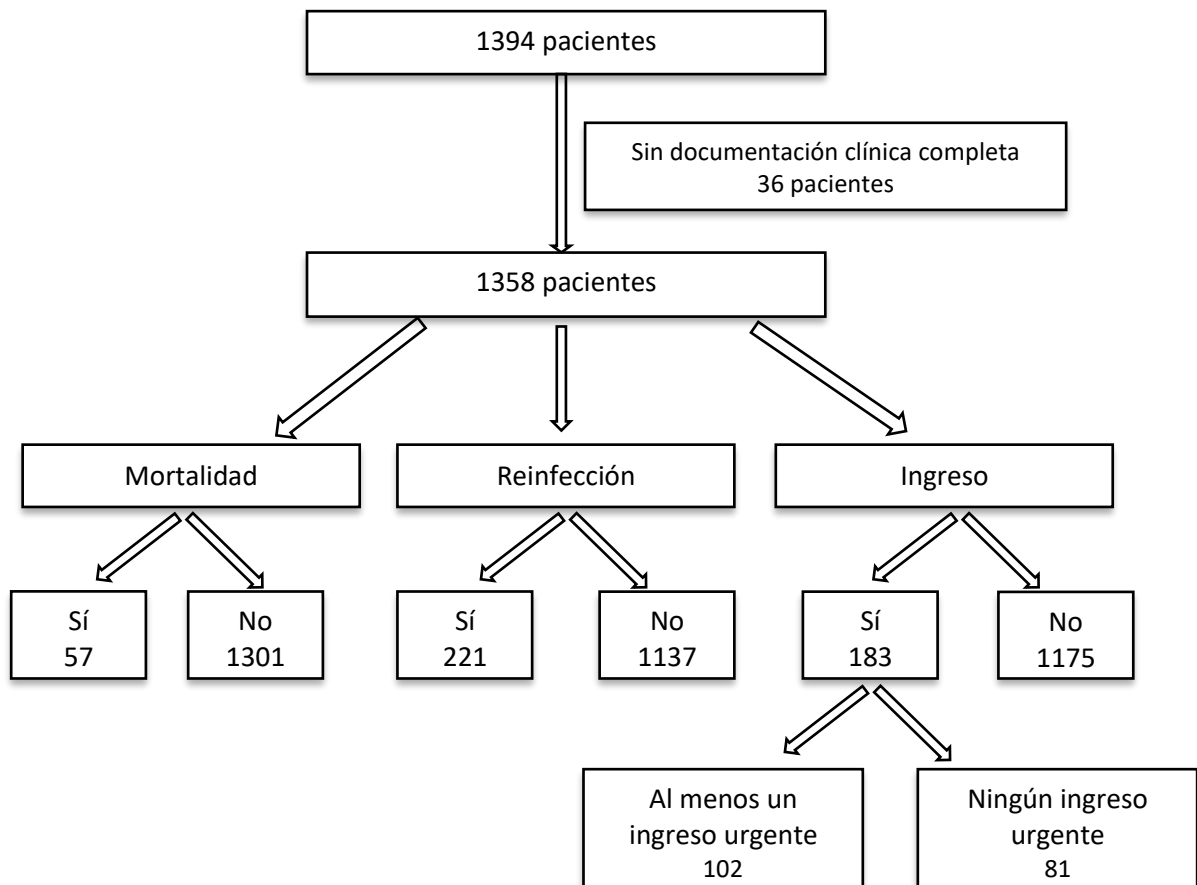 1394 pacientes
Sin documentación clínica completa
36 pacientes
1358 pacientes
Mortalidad
Reinfección
Ingreso
Sí
57
No
1301
Sí
221
No
1137
Sí
183
No
1175
Al menos un
ingreso urgente
102
Ningún ingreso
urgente
81